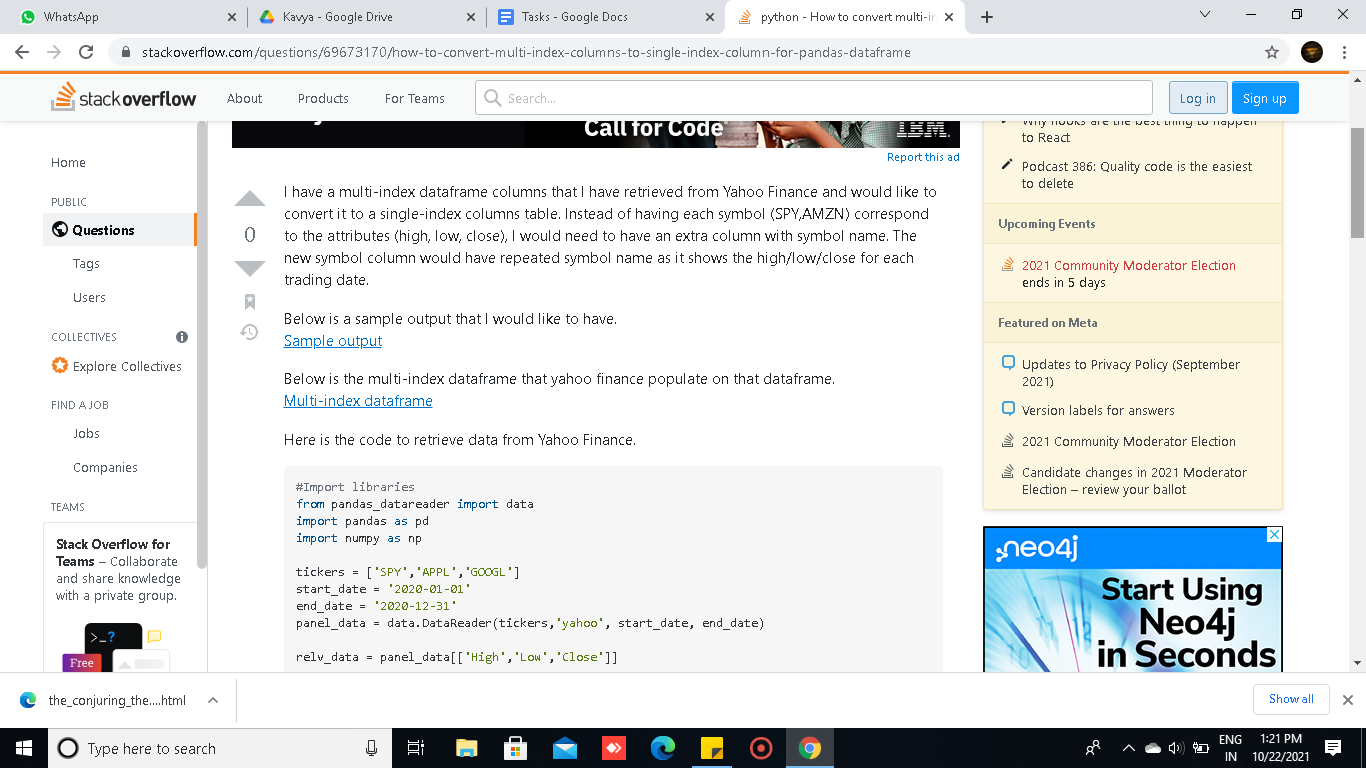 WhatsApp
Kavya - Google Drive
Tasks - Google Docs
python - How to convert multi-in
stackoverflow.com/questions/69673170/how-to-convert-multi-index-columns-to-single-index-column-for-pandas-dataframe
stack overflow
About
Products
For Teams
Search...
Log in
Sign up
Call for Code
IBM.
Report this ad
Home
PUBLIC
Questions
Tags
Users
COLLECTIVES
Explore Collectives
FIND A JOB
Jobs
Companies
TEAMS
Stack Overflow for
Teams – Collaborate
and share knowledge
with a private group.
>_?
Free
0
I have a multi-index dataframe columns that I have retrieved from Yahoo Finance and would like to
convert it to a single-index columns table. Instead of having each symbol (SPY,AMZN) correspond
to the attributes (high, low, close), I would need to have an extra column with symbol name. The
new symbol column would have repeated symbol name as it shows the high/low/close for each
trading date.
Below is a sample output that I would like to have.
Sample output
Below is the multi-index dataframe that yahoo finance populate on that dataframe.
Multi-index dataframe
Here is the code to retrieve data from Yahoo Finance.
#Import libraries
from pandas_datareader import data
import pandas as pd
import numpy as np
tickers = ['SPY','APPL','GOOGL']
start_date = '2020-01-01'
end_date = '2020-12-31'
panel_data = data.DataReader(tickers,'yahoo', start_date, end_date)
relv_data = panel_data[['High','Low','Close']]
Why hooks are the best thing to happen
to React
Podcast 386: Quality code is the easiest
to delete
Upcoming Events
2021 Community Moderator Election
ends in 5 days
Featured on Meta
Updates to Privacy Policy (September
2021)
Version labels for answers
2021 Community Moderator Election
Candidate changes in 2021 Moderator
Election – review your ballot
neo4j
Start Using
Neo4j
in Seconds
the_conjuring_the....html
Show all
Type here to search
ENG
IN
1:21 PM
10/22/2021